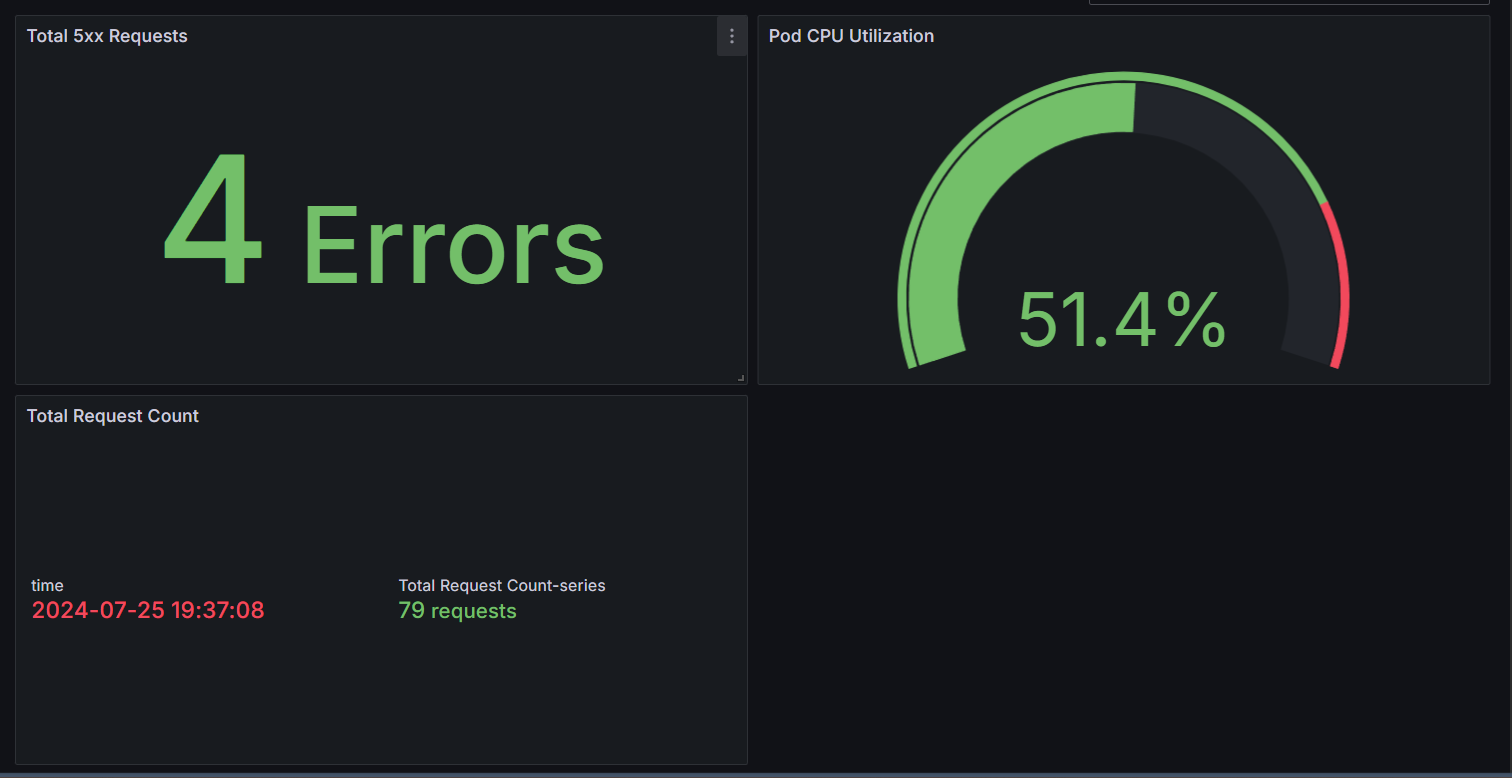 Total 5xx Requests
4 Errors
Pod CPU Utilization
51.4%
Total Request Count
time
2024-07-25 19:37:08
Total Request Count-series
79 requests